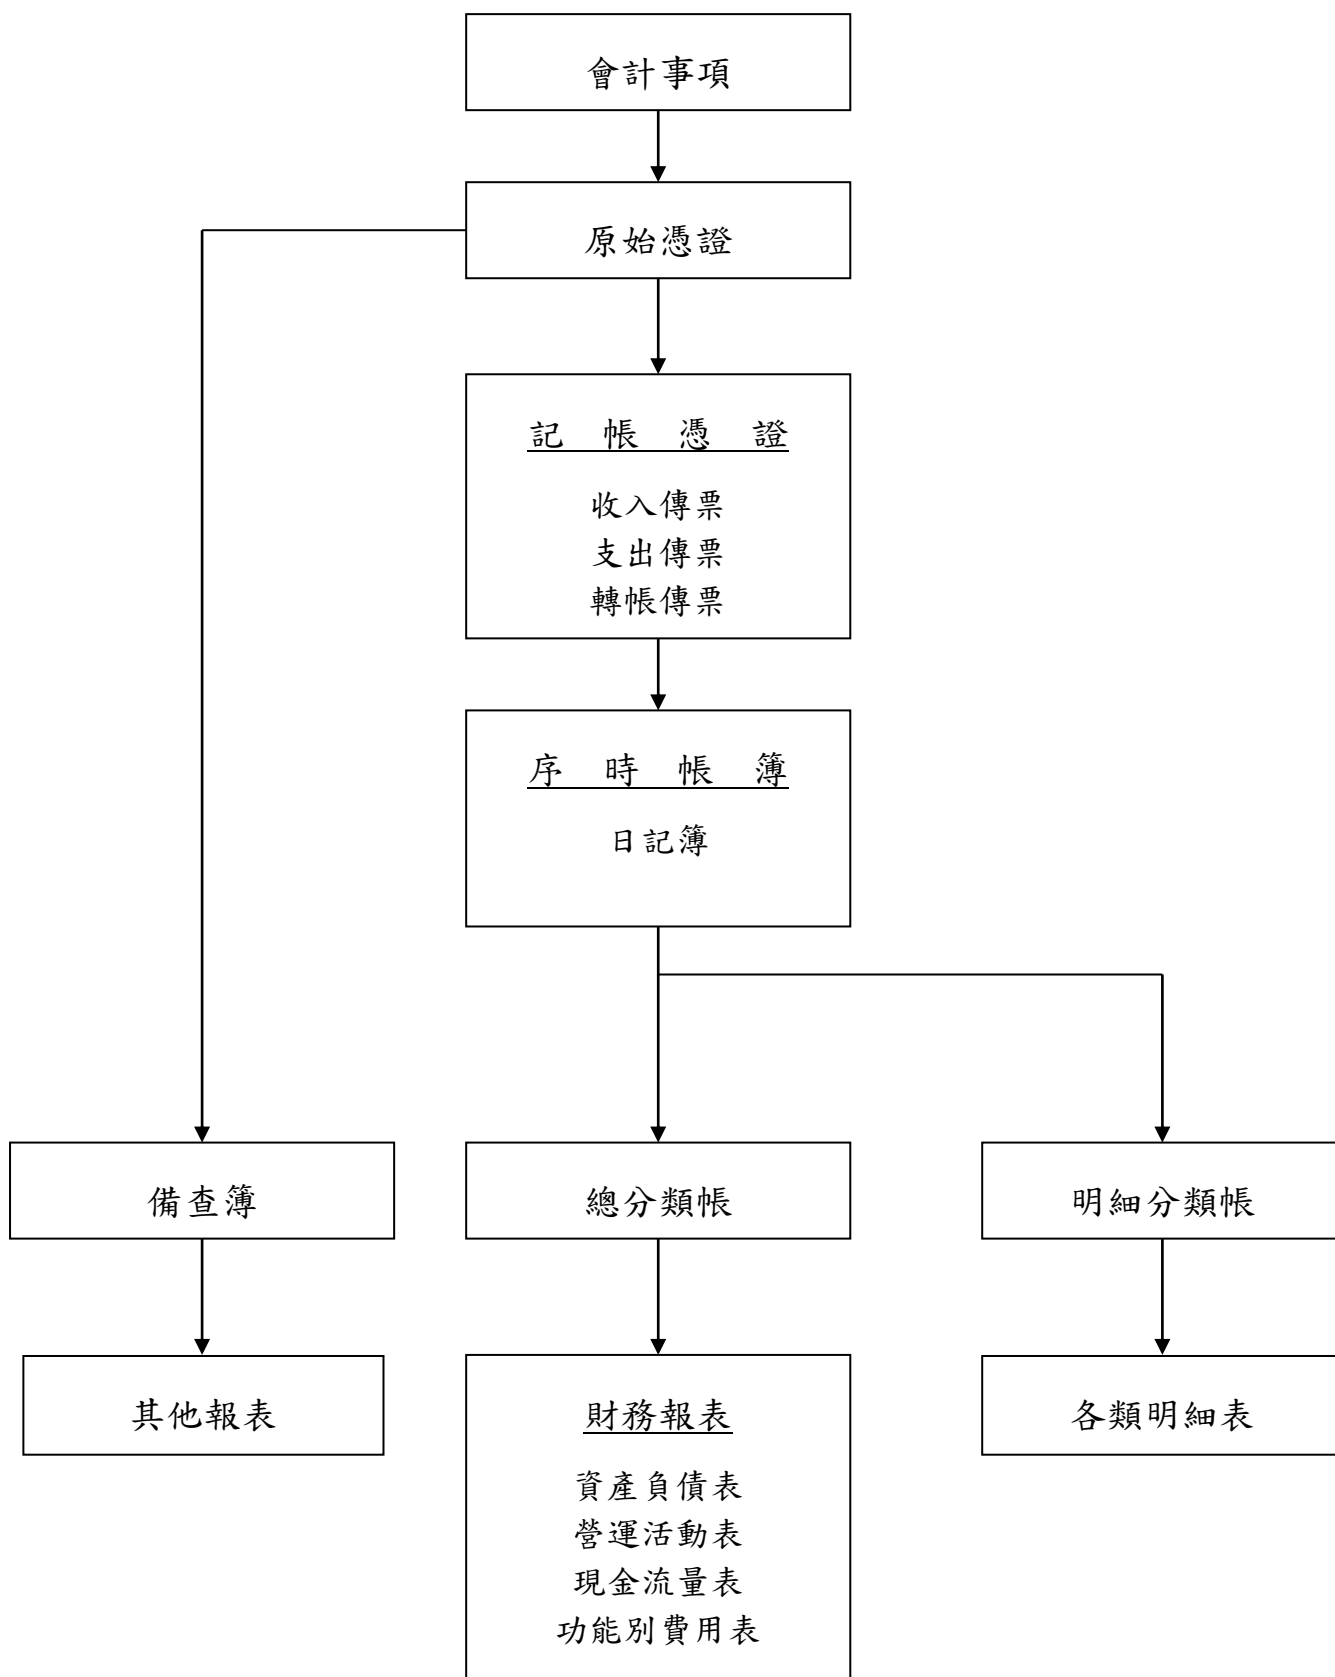 會計事項
原始憑證
記 帳 憑 證
收入傳票
支出傳票
轉帳傳票
序 時 帳 簿
日記簿
備查簿
總分類帳
明細分類帳
其他報表
財務報表
資產負債表
營運活動表
現金流量表
功能別費用表
各類明細表